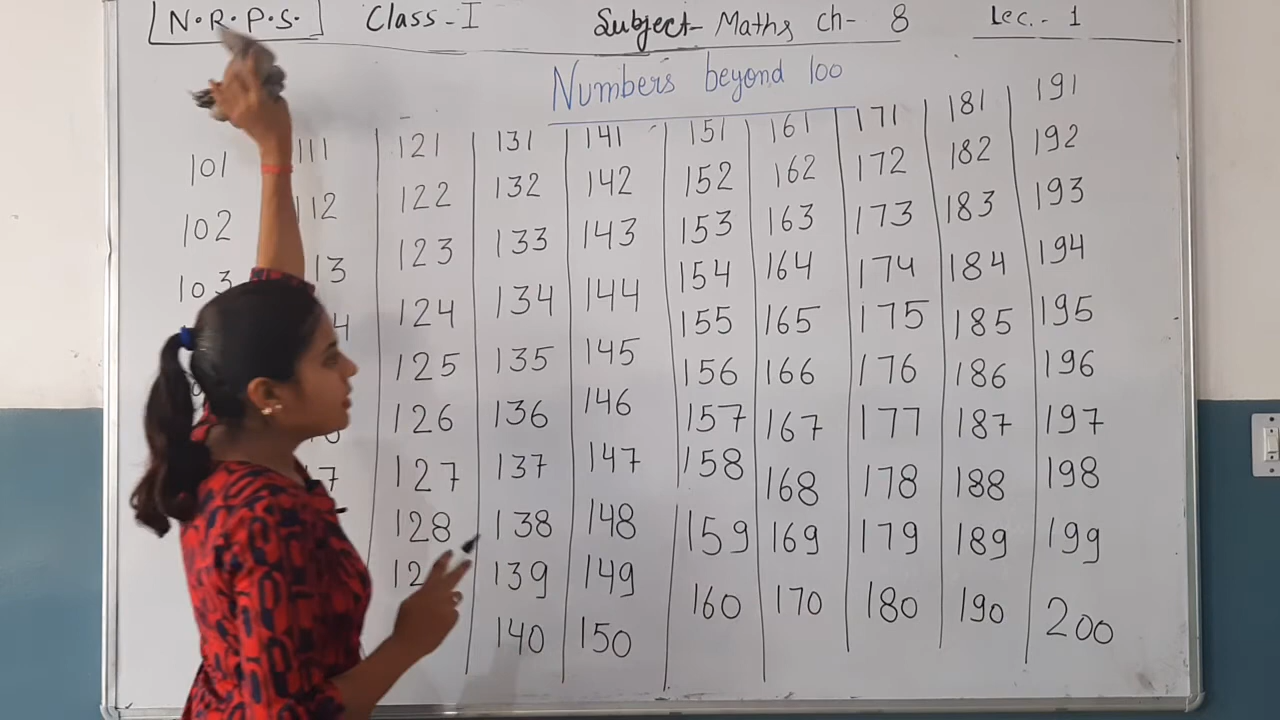 N.R.P.S. Class-I Subject- Maths ch- 8 Lec.- 1
Numbers beyond 100
101 111 121 131 141 151 161 171 181 191
102 112 122 132 142 152 162 172 182 192
103 13 123 133 143 153 163 173 183 193
4 124 134 144 154 164 174 184 194
125 135 145 155 165 175 185 195
126 136 146 156 166 176 186 196
7 127 137 147 157 167 177 187 197
128 138 148 158 168 178 188 198
12 139 149 159 169 179 189 199
140 150 160 170 180 190 200